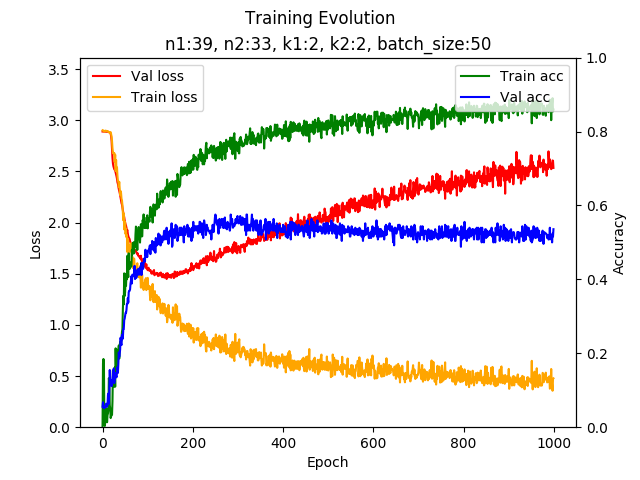 Training Evolution
n1:39, n2:33, k1:2, k2:2, batch_size:50
Val loss
Train loss
Train acc
Val acc
Loss
3.5
3.0
2.5
2.0
1.5
1.0
0.5
0.0
Accuracy
1.0
0.8
0.6
0.4
0.2
0.0
0 200 400 600 800 1000
Epoch